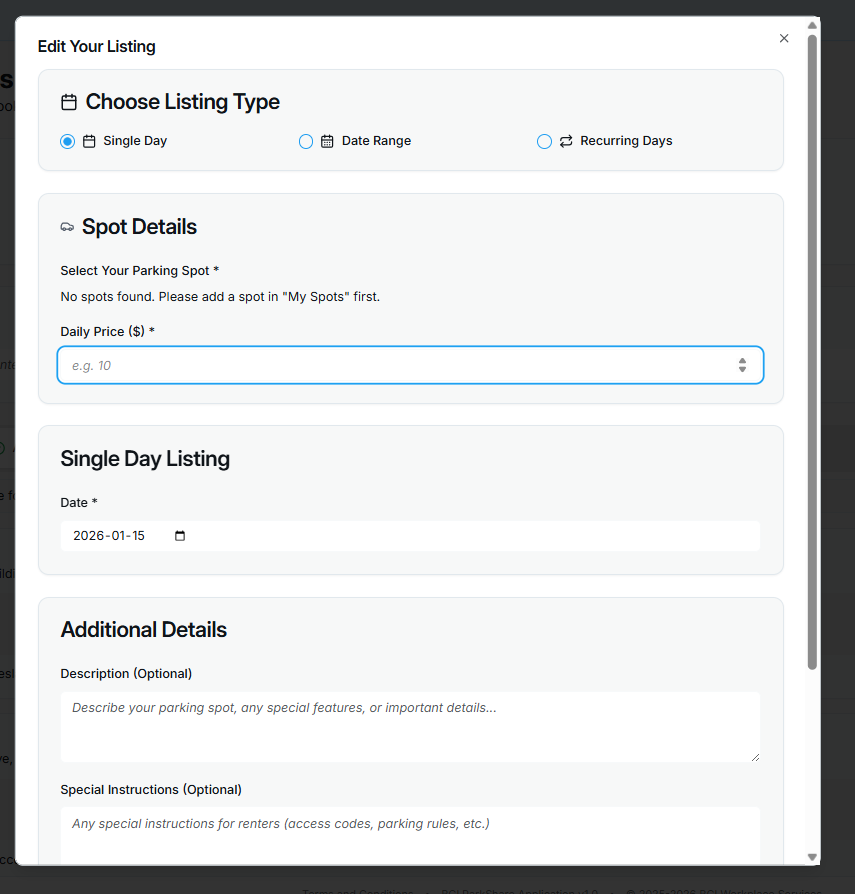 Edit Your Listing
Choose Listing Type
Single Day
Date Range
Recurring Days
Spot Details
Select Your Parking Spot *
No spots found. Please add a spot in "My Spots" first.
Daily Price ($) *
e.g. 10
Single Day Listing
Date *
2026-01-15
Additional Details
Description (Optional)
Describe your parking spot, any special features, or important details...
Special Instructions (Optional)
Any special instructions for renters (access codes, parking rules, etc.)